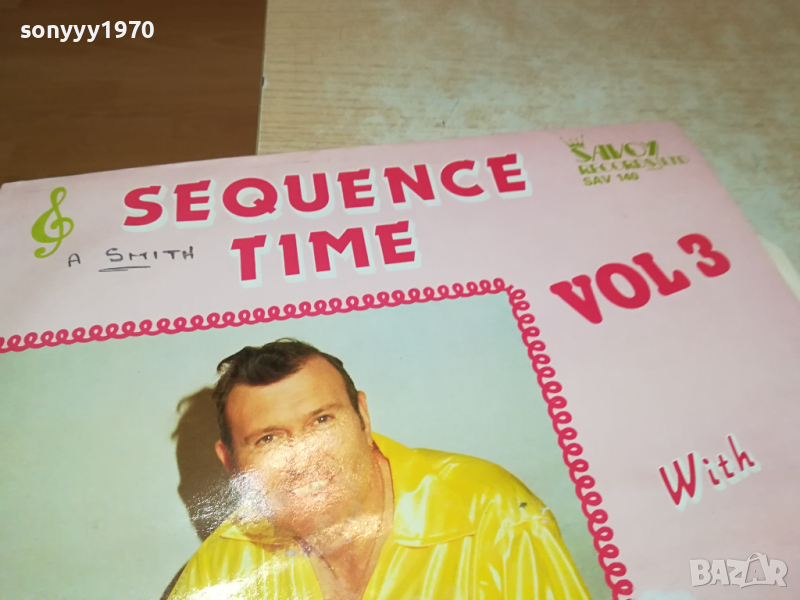 sonyyy1970
SAVOY
RECORDS LTD
SAV 140
SEQUENCE
TIME
A SMITH
VOL 3
With
BAZAR